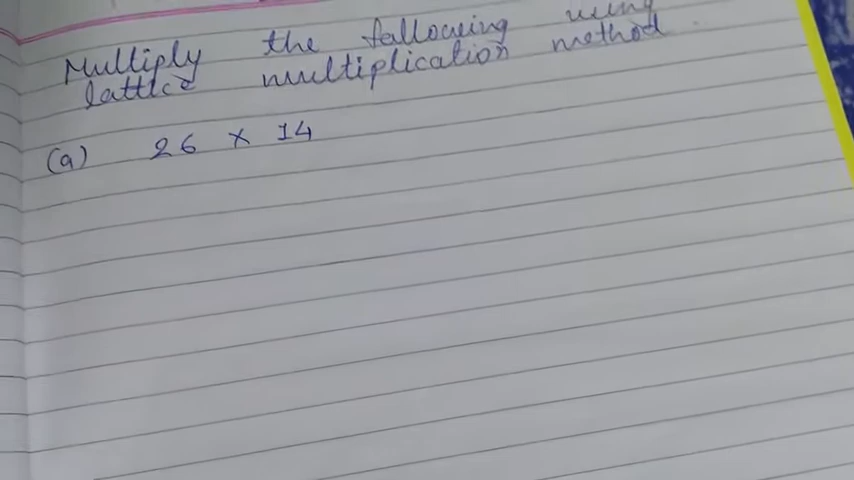 Multiply the following using
lattice multiplication method.
(a) 26 × 14